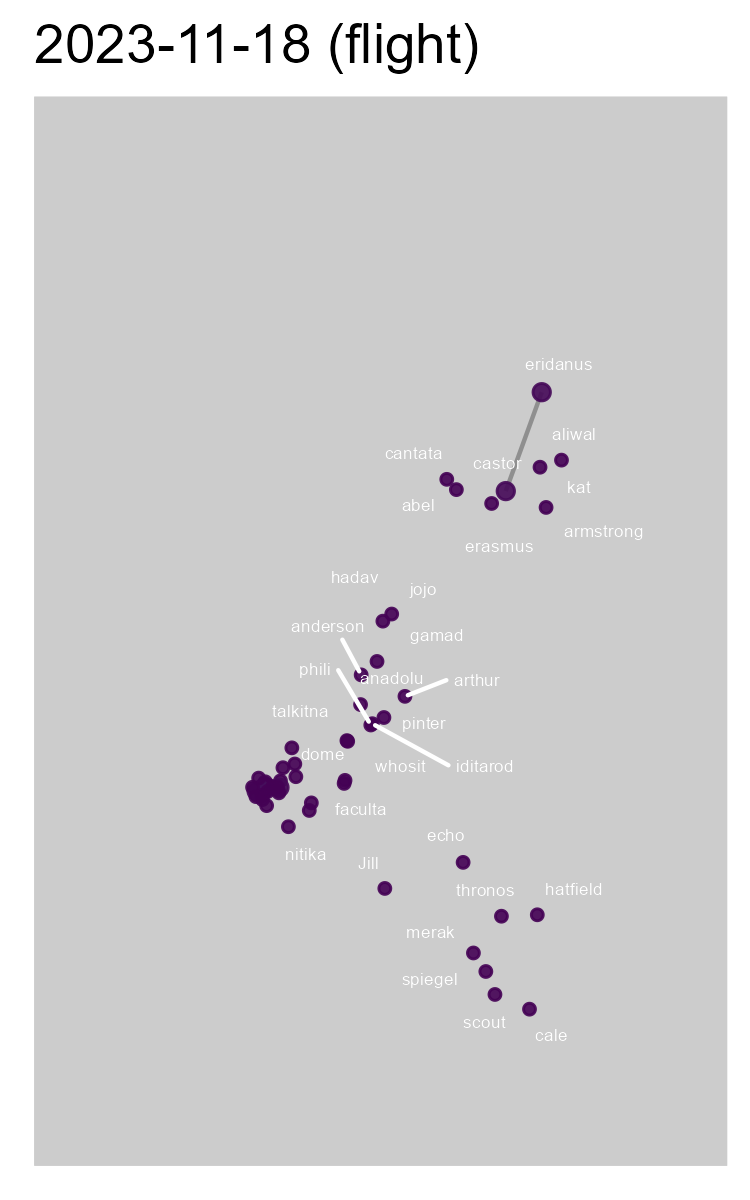 2023-11-18 (flight)
eridanus
aliwal
cantata
castor
kat
abel
armstrong
erasmus
hadav
jojo
anderson
gamad
phili
anadolu
arthur
talkitna
pinter
dome
whosit
iditarod
faculta
echo
nitika
Jill
thronos
hatfield
merak
spiegel
scout
cale